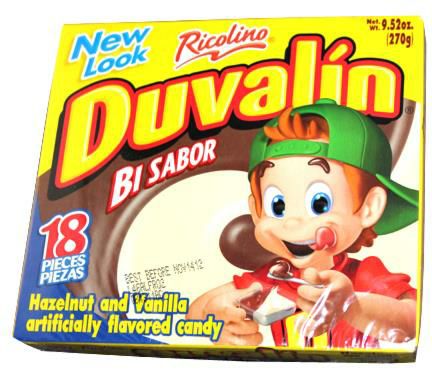 New
Look
Ricolino®
Net. Wt. 9.52oz.
(270g)
Duvalín®
BI SABOR
18
PIECES
PIEZAS
BEST BEFORE NOV1412
Hazelnut and Vanilla
artificially flavored candy